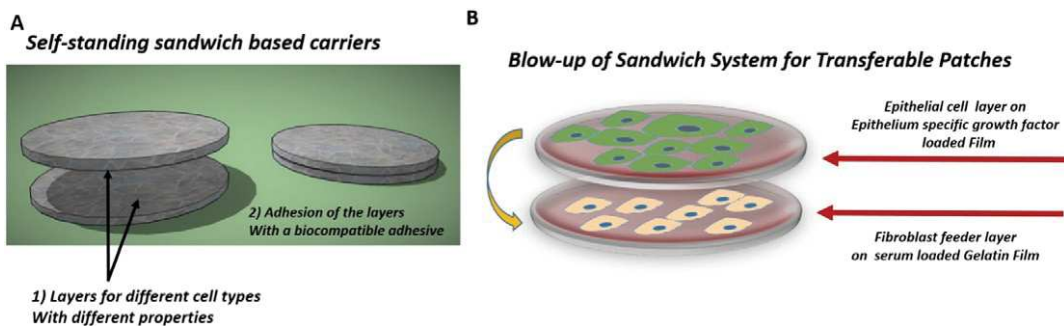 A
Self-standing sandwich based carriers
2) Adhesion of the layers
With a biocompatible adhesive
1) Layers for different cell types
With different properties
B
Blow-up of Sandwich System for Transferable Patches
Epithelial cell layer on
Epithelium specific growth factor
loaded Film
Fibroblast feeder layer
on serum loaded Gelatin Film